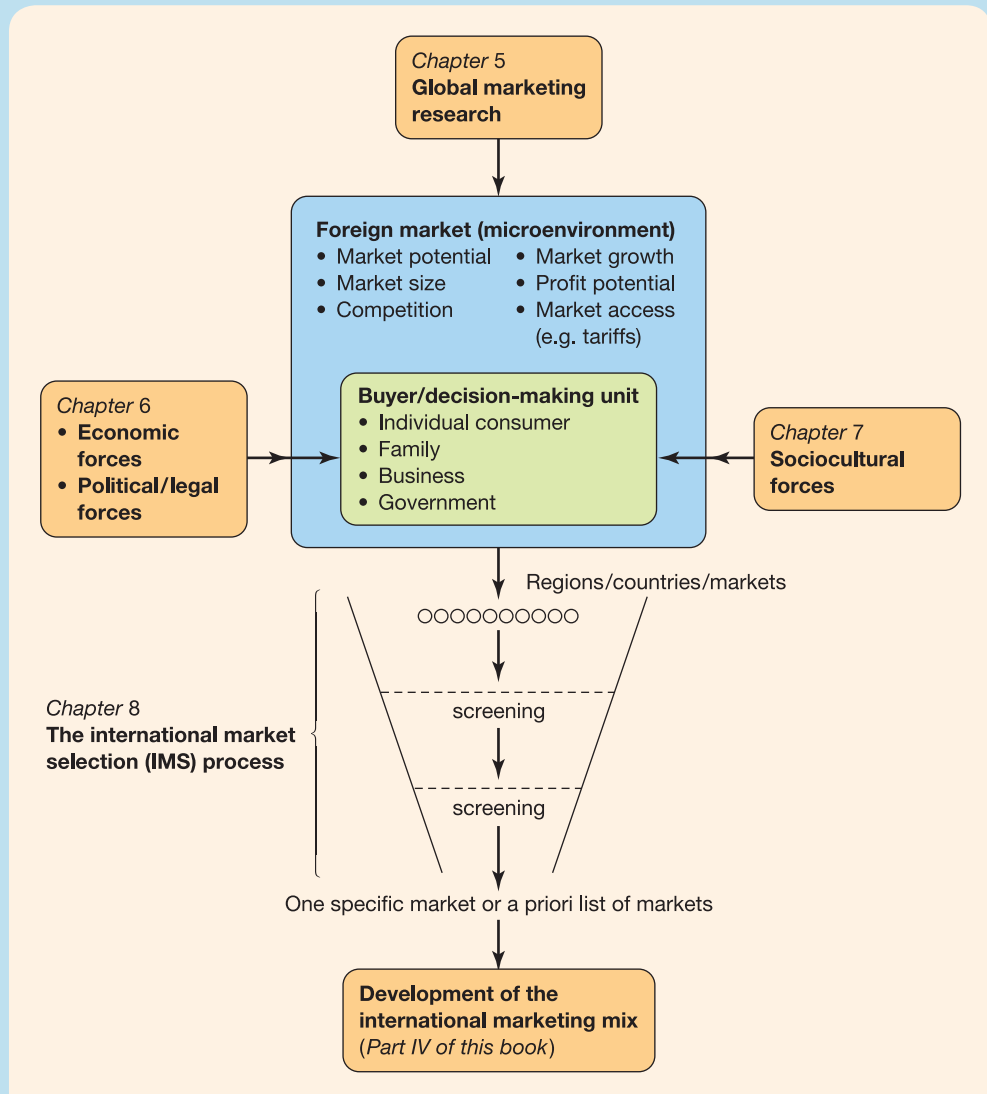 Chapter 5
Global marketing
research
Foreign market (microenvironment)
• Market potential
• Market size
• Competition
• Market growth
• Profit potential
• Market access
(e.g. tariffs)
Chapter 6
• Economic
forces
• Political/legal
forces
Buyer/decision-making unit
• Individual consumer
• Family
• Business
• Government
Chapter 7
Sociocultural
forces
Regions/countries/markets
Chapter 8
The international market
selection (IMS) process
screening
screening
One specific market or a priori list of markets
Development of the
international marketing mix
(Part IV of this book)